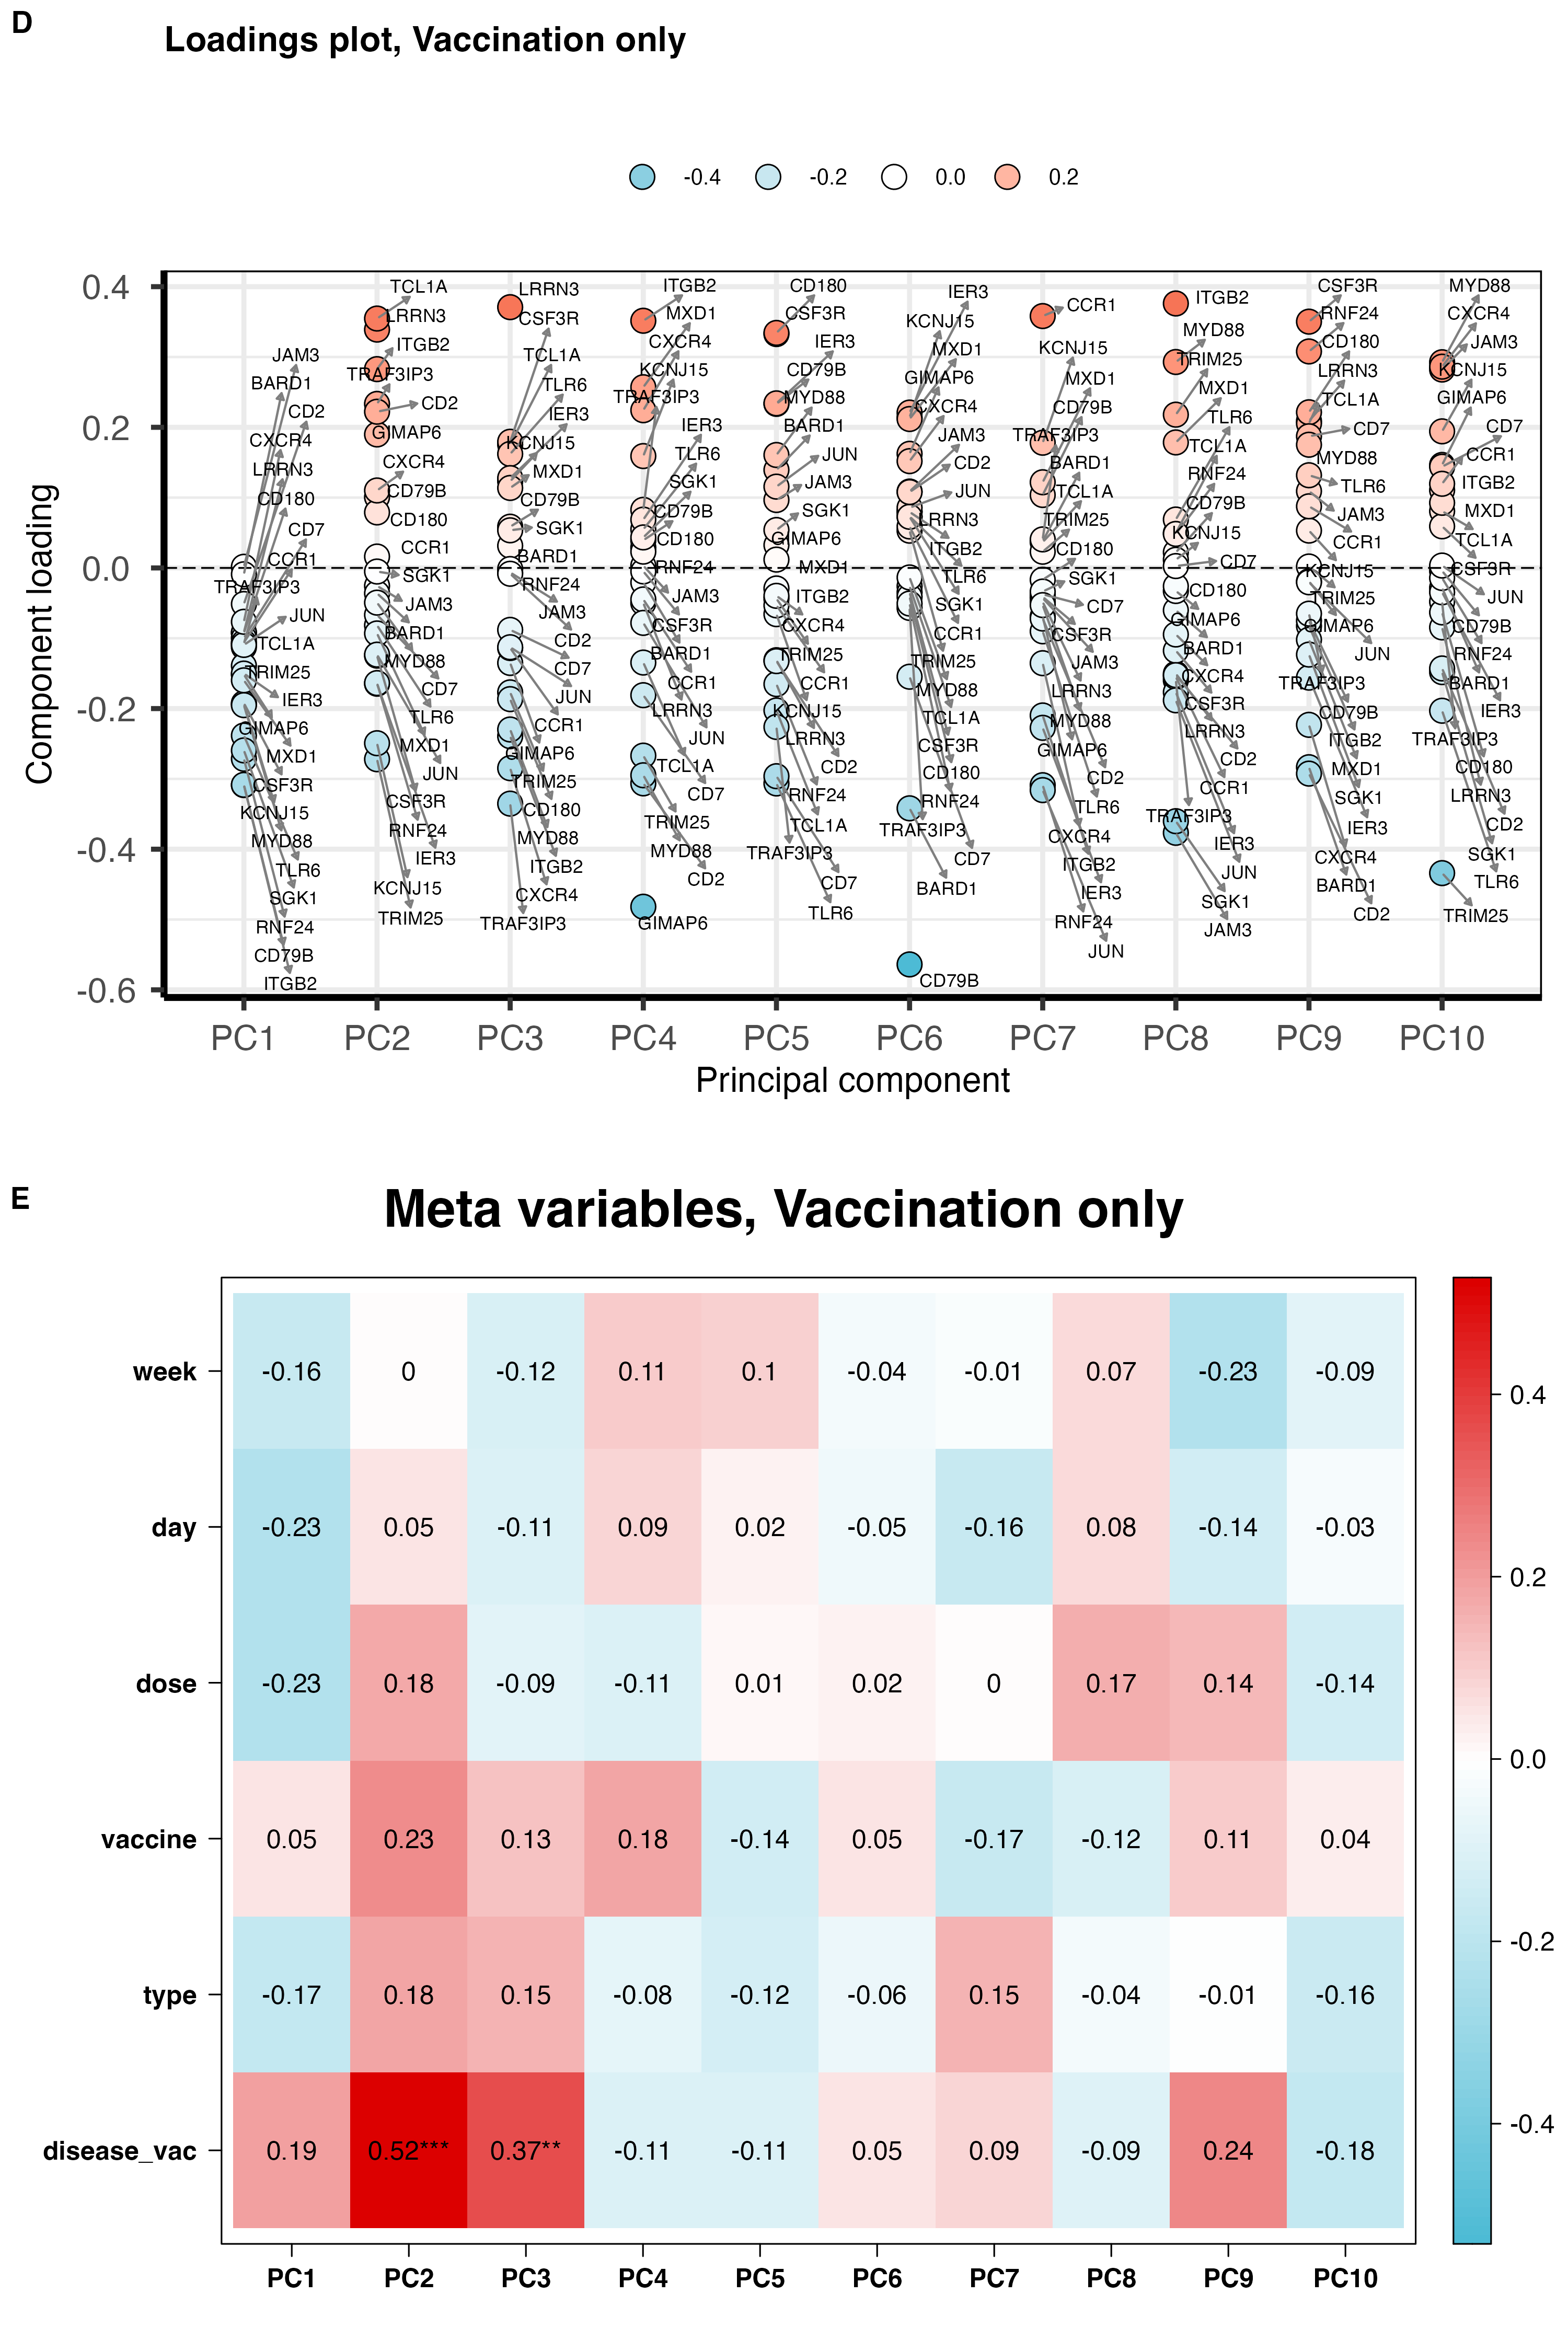 D
Loadings plot, Vaccination only
-0.4 -0.2 0.0 0.2
Component loading
0.4
0.2
0.0
-0.2
-0.4
-0.6
JAM3
BARD1
CD2
CXCR4
LRRN3
CD180
CD7
CCR1
TRAF3IP3
JUN
TCL1A
TRIM25
IER3
GIMAP6
MXD1
CSF3R
KCNJ15
MYD88
TLR6
SGK1
RNF24
CD79B
ITGB2
TCL1A
LRRN3
ITGB2
TRAF3IP3
CD2
GIMAP6
CXCR4
CD79B
CD180
CCR1
SGK1
JAM3
BARD1
MYD88
CD7
TLR6
MXD1
JUN
CSF3R
RNF24
IER3
KCNJ15
TRIM25
LRRN3
CSF3R
TCL1A
TLR6
IER3
KCNJ15
MXD1
CD79B
SGK1
BARD1
RNF24
JAM3
CD2
CD7
JUN
CCR1
GIMAP6
TRIM25
CD180
MYD88
ITGB2
CXCR4
TRAF3IP3
ITGB2
MXD1
CXCR4
KCNJ15
TRAF3IP3
IER3
TLR6
SGK1
CD79B
CD180
RNF24
JAM3
CSF3R
BARD1
CCR1
LRRN3
JUN
TCL1A
CD7
TRIM25
MYD88
CD2
GIMAP6
CD180
CSF3R
IER3
CD79B
MYD88
BARD1
JUN
JAM3
SGK1
GIMAP6
MXD1
ITGB2
CXCR4
TRIM25
CCR1
KCNJ15
LRRN3
CD2
RNF24
TCL1A
TRAF3IP3
CD7
TLR6
IER3
KCNJ15
MXD1
GIMAP6
CXCR4
JAM3
CD2
JUN
LRRN3
ITGB2
TLR6
SGK1
CCR1
TRIM25
MYD88
TCL1A
CSF3R
CD180
RNF24
TRAF3IP3
CD7
BARD1
CD79B
CCR1
KCNJ15
MXD1
CD79B
TRAF3IP3
BARD1
TCL1A
TRIM25
CD180
SGK1
CD7
CSF3R
JAM3
LRRN3
MYD88
GIMAP6
CD2
TLR6
CXCR4
ITGB2
IER3
RNF24
JUN
ITGB2
MYD88
TRIM25
MXD1
TLR6
TCL1A
RNF24
CD79B
KCNJ15
CD7
CD180
GIMAP6
BARD1
CXCR4
CSF3R
LRRN3
CD2
CCR1
TRAF3IP3
IER3
JUN
SGK1
JAM3
CSF3R
RNF24
CD180
LRRN3
TCL1A
CD7
MYD88
TLR6
JAM3
CCR1
KCNJ15
TRIM25
GIMAP6
JUN
TRAF3IP3
CD79B
ITGB2
MXD1
SGK1
IER3
CXCR4
BARD1
CD2
MYD88
CXCR4
JAM3
KCNJ15
GIMAP6
CD7
CCR1
ITGB2
MXD1
TCL1A
CSF3R
JUN
CD79B
RNF24
BARD1
IER3
TRAF3IP3
CD180
LRRN3
CD2
SGK1
TLR6
TRIM25
PC1 PC2 PC3 PC4 PC5 PC6 PC7 PC8 PC9 PC10
Principal component
E
Meta variables, Vaccination only
week -0.16 0 -0.12 0.11 0.1 -0.04 -0.01 0.07 -0.23 -0.09
day -0.23 0.05 -0.11 0.09 0.02 -0.05 -0.16 0.08 -0.14 -0.03
dose -0.23 0.18 -0.09 -0.11 0.01 0.02 0 0.17 0.14 -0.14
vaccine 0.05 0.23 0.13 0.18 -0.14 0.05 -0.17 -0.12 0.11 0.04
type -0.17 0.18 0.15 -0.08 -0.12 -0.06 0.15 -0.04 -0.01 -0.16
disease_vac 0.19 0.52*** 0.37** -0.11 -0.11 0.05 0.09 -0.09 0.24 -0.18
PC1 PC2 PC3 PC4 PC5 PC6 PC7 PC8 PC9 PC10
0.4
0.2
0.0
-0.2
-0.4